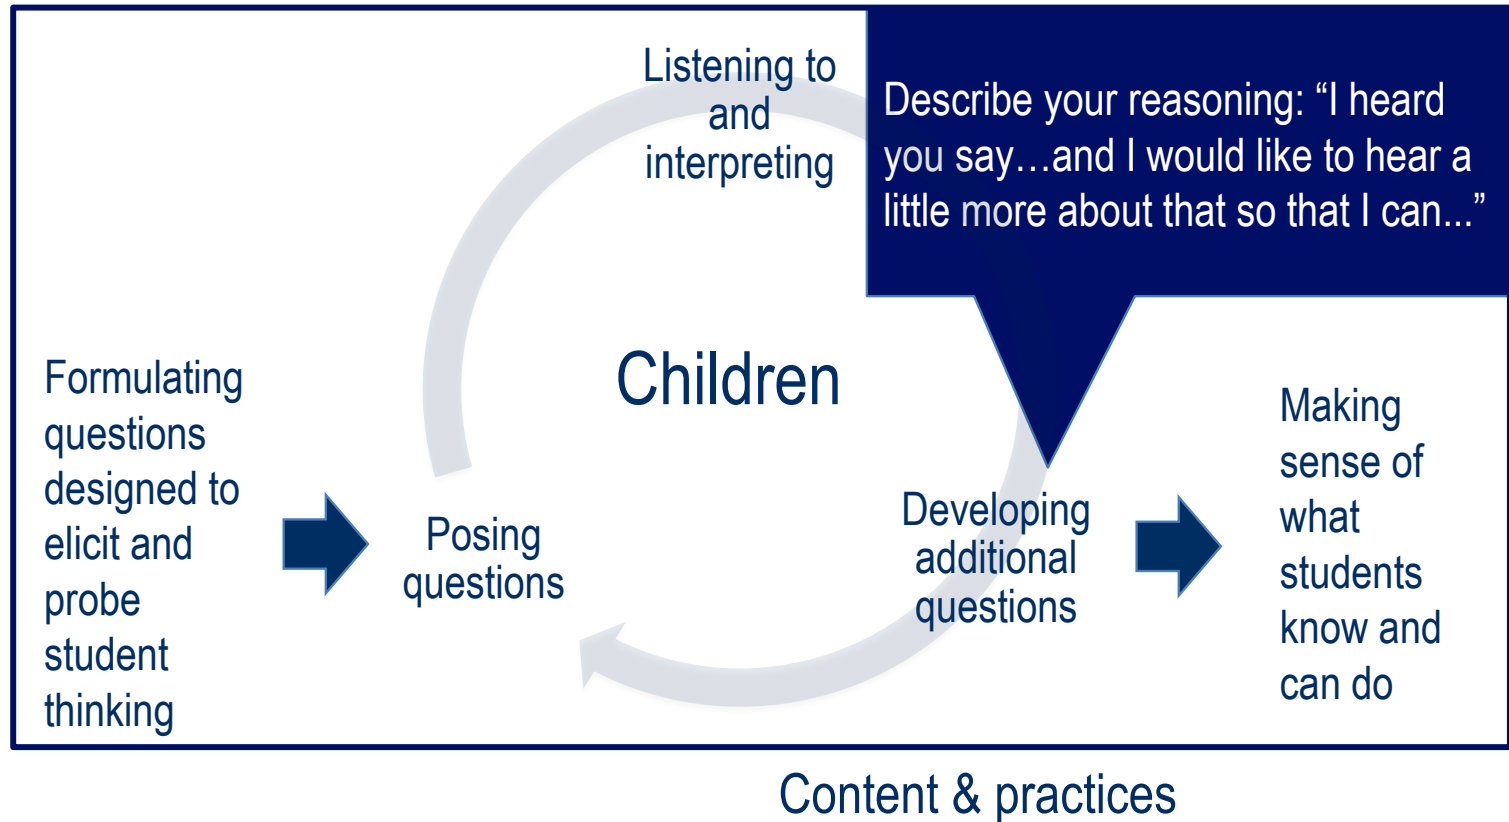 Listening to
and
interpreting
Describe your reasoning: “I heard
you say…and I would like to hear a
little more about that so that I can...”
Children
Formulating
questions
designed to
elicit and
probe
student
thinking
Posing
questions
Developing
additional
questions
Making
sense of
what
students
know and
can do
Content & practices